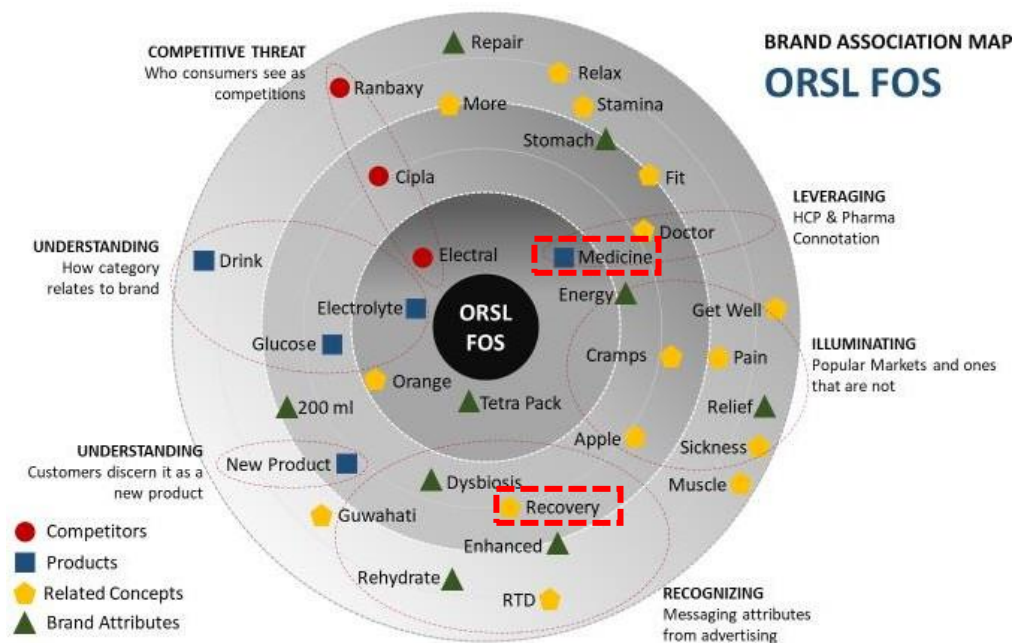 BRAND ASSOCIATION MAP
ORSL FOS
COMPETITIVE THREAT
Who consumers see as
competitions
Repair
Relax
Ranbaxy
More
Stamina
Stomach
Cipla
Fit
LEVERAGING
HCP & Pharma
Connotation
Doctor
UNDERSTANDING
How category
relates to brand
Drink
Electral
Medicine
Energy
Electrolyte
ORSL
FOS
Get Well
Glucose
Cramps
Pain
ILLUMINATING
Popular Markets and ones
that are not
Orange
200 ml
Tetra Pack
Relief
Apple
Sickness
UNDERSTANDING
Customers discern it as a
new product
New Product
Dysbiosis
Muscle
Guwahati
Recovery
Enhanced
Rehydrate
RTD
Competitors
Products
Related Concepts
Brand Attributes
RECOGNIZING
Messaging attributes
from advertising